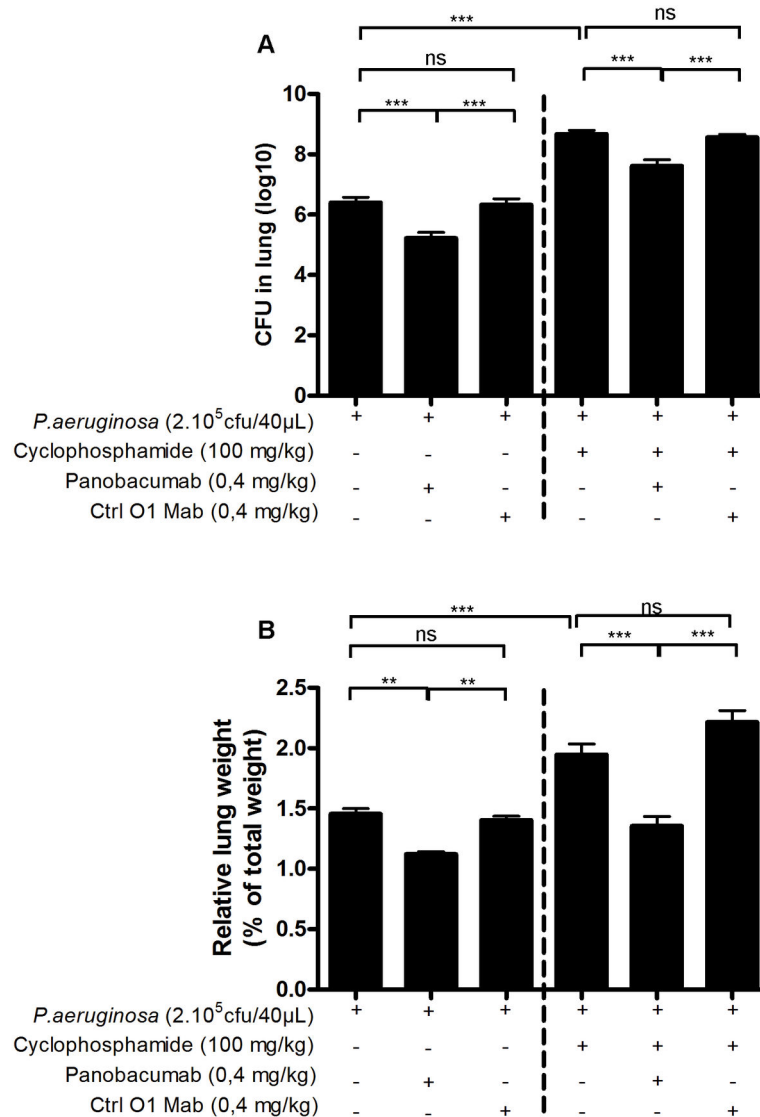 ***
ns
A
ns
***
***
***
***
10
8
6
4
2
0
CFU in lung (log10)
P.aeruginosa (2.10⁵cfu/40µL) + + + + + +
Cyclophosphamide (100 mg/kg) - - - + + +
Panobacumab (0,4 mg/kg) - + - - + -
Ctrl O1 Mab (0,4 mg/kg) - - + - - +
B
***
ns
ns
***
***
**
**
2.5
2.0
1.5
1.0
0.5
0.0
Relative lung weight
(% of total weight)
P.aeruginosa (2.10⁵cfu/40µL) + + + + + +
Cyclophosphamide (100 mg/kg) - - - + + +
Panobacumab (0,4 mg/kg) - + - - + -
Ctrl O1 Mab (0,4 mg/kg) - - + - - +